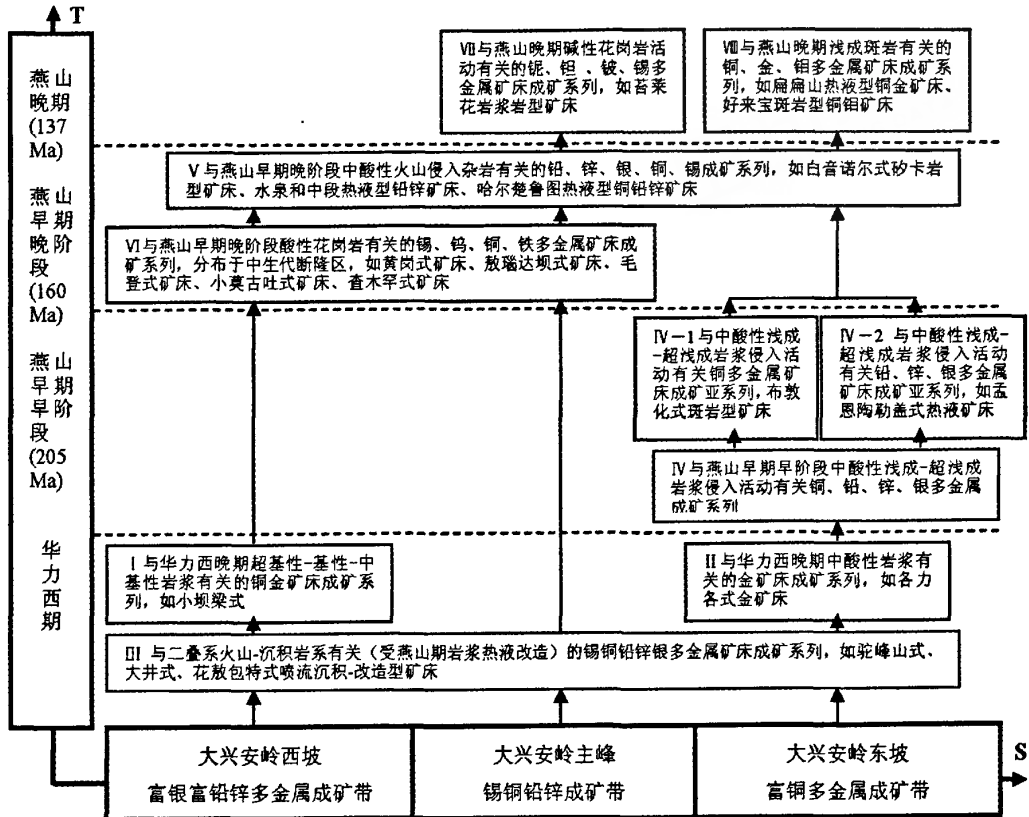 T
燕山
晚期
(137
Ma)
燕山
早期
晚阶
段
(160
Ma)
燕山
早期
早阶
段
(205
Ma)
华
力
西
期
Ⅶ与燕山晚期碱性花岗岩活
动有关的铌、钽 、铍、锡多
金属矿床成矿系列，如苔莱
花岩浆岩型矿床
Ⅷ与燕山晚期浅成斑岩有关的
铜、金、钼多金属矿床成矿系
列，如扁扁山热液型铜金矿床、
好来宝斑岩型铜钼矿床
Ⅴ与燕山早期晚阶段中酸性火山侵入杂岩有关的铅、锌、银、铜、锡成矿系列，如白音诺尔式矽卡岩
型矿床、水泉和中段热液型铅锌矿床、哈尔楚鲁图热液型铜铅锌矿床
Ⅵ与燕山早期晚阶段酸性花岗岩有关的锡、钨、铜、铁多金属矿床成
矿系列，分布于中生代断隆区，如黄岗式矿床、敖瑙达坝式矿床、毛
登式矿床、小莫古吐式矿床、查木罕式矿床
Ⅳ-1与中酸性浅成
-超浅成岩浆侵入活
动有关铜多金属矿
床成矿亚系列，布敦
化式斑岩型矿床
Ⅳ-2 与中酸性浅成-
超浅成岩浆侵入活动
有关铅、锌、银多金属
矿床成矿亚系列，如孟
恩陶勒盖式热液矿床
Ⅳ与燕山早期早阶段中酸性浅成-超浅成
岩浆侵入活动有关铜、铅、锌、银多金属
成矿系列
Ⅰ与华力西晚期超基性-基性-中
基性岩浆有关的铜金矿床成矿系
列，如小坝梁式
Ⅱ与华力西晚期中酸性岩浆有
关的金矿床成矿系列，如各力
各式金矿床
Ⅲ与二叠系火山-沉积岩系有关（受燕山期岩浆热液改造）的锡铜铅锌银多金属矿床成矿系列，如驼峰山式、
大井式、花敖包特式喷流沉积-改造型矿床
大兴安岭西坡
富银富铅锌多金属成矿带
大兴安岭主峰
锡铜铅锌成矿带
大兴安岭东坡
富铜多金属成矿带
S